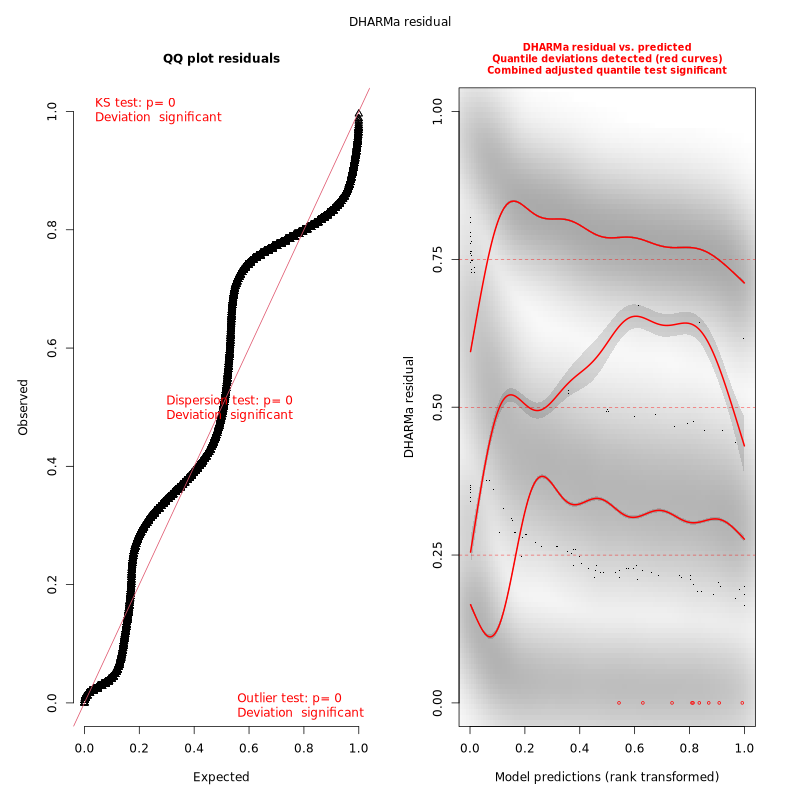 DHARMa residual
QQ plot residuals
KS test: p= 0
Deviation  significant
Dispersion test: p= 0
Deviation  significant
Outlier test: p= 0
Deviation  significant
Observed
0.0
0.2
0.4
0.6
0.8
1.0
0.0
0.2
0.4
0.6
0.8
1.0
Expected
DHARMa residual vs. predicted
Quantile deviations detected (red curves)
Combined adjusted quantile test significant
DHARMa residual
0.00
0.25
0.50
0.75
1.00
0.0
0.2
0.4
0.6
0.8
1.0
Model predictions (rank transformed)